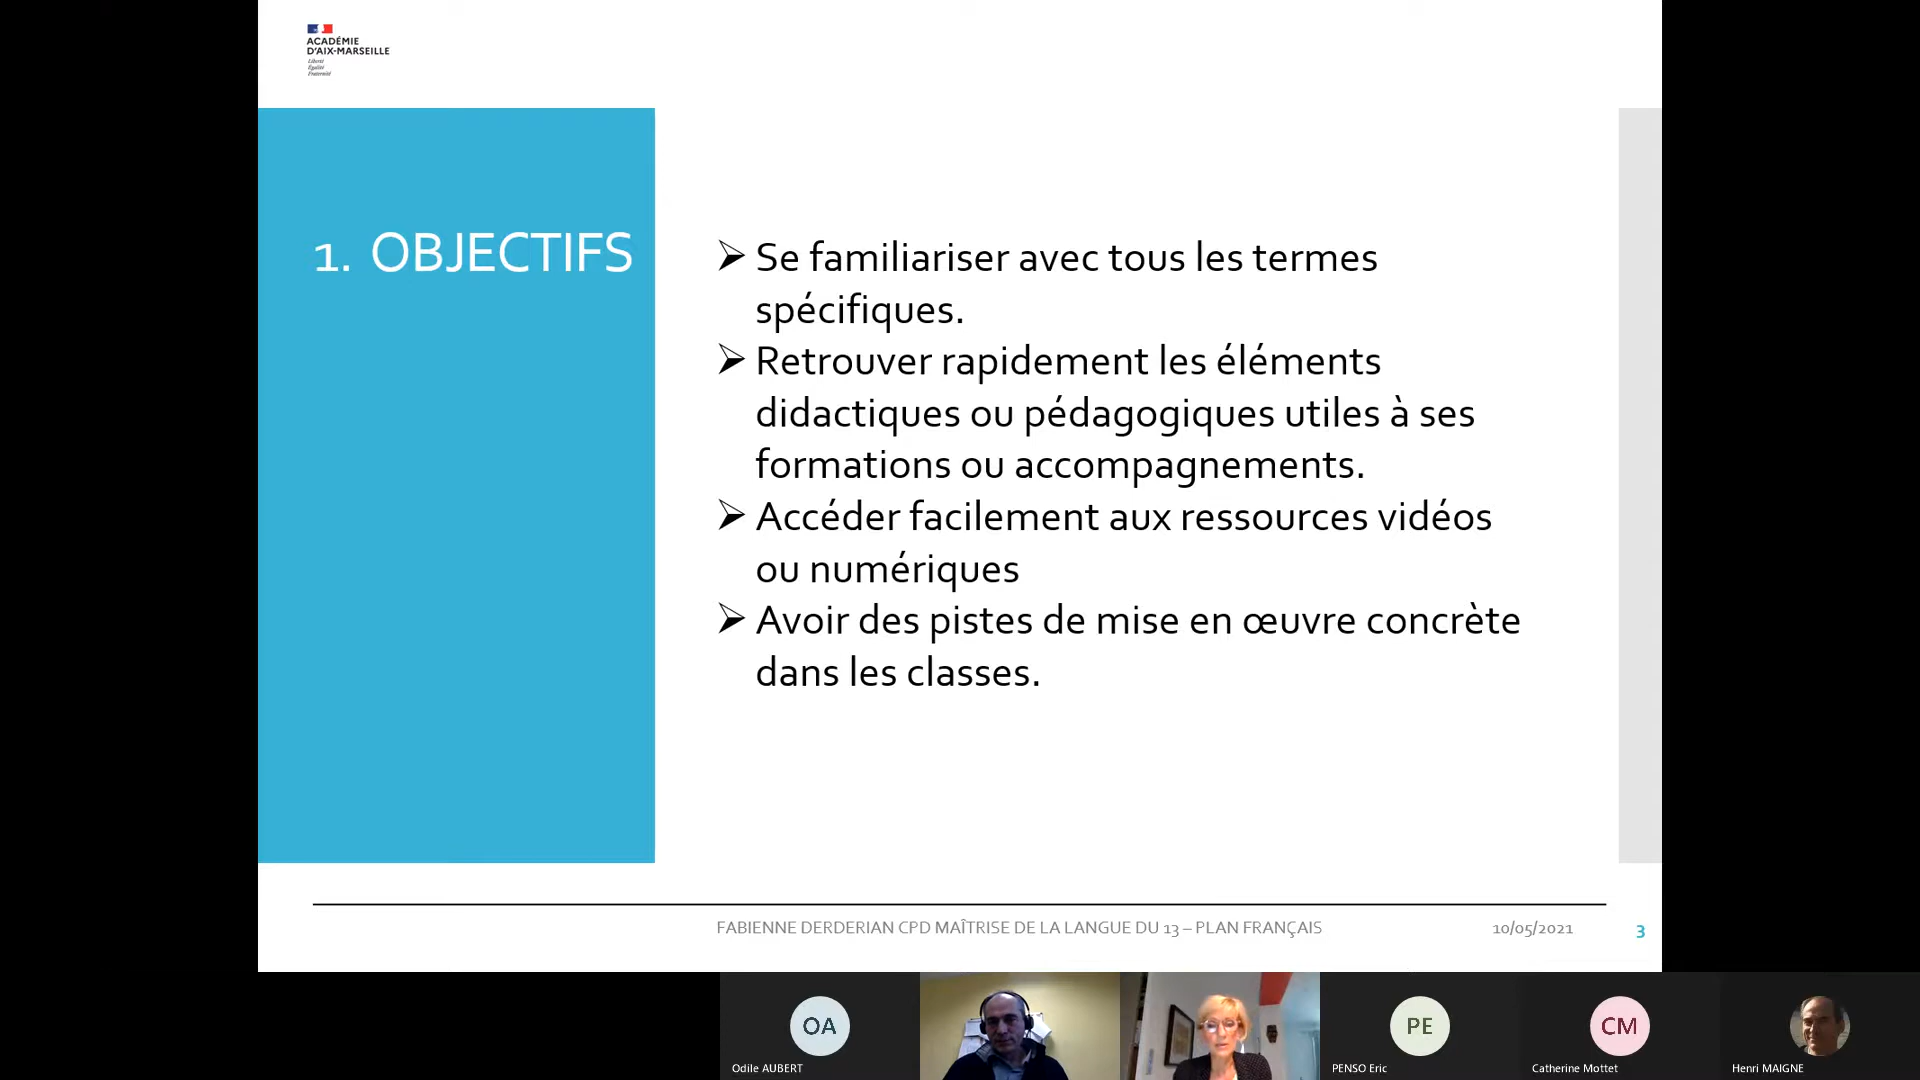 ACADÉMIE
D'AIX-MARSEILLE
Liberté
Égalité
Fraternité
1. OBJECTIFS
➢ Se familiariser avec tous les termes
spécifiques.
➢ Retrouver rapidement les éléments
didactiques ou pédagogiques utiles à ses
formations ou accompagnements.
➢ Accéder facilement aux ressources vidéos
ou numériques
➢ Avoir des pistes de mise en œuvre concrète
dans les classes.
FABIENNE DERDERIAN CPD MAÎTRISE DE LA LANGUE DU 13 – PLAN FRANÇAIS
10/05/2021
3
OA
PE
CM
Odile AUBERT
PENSO Eric
Catherine Mottet
Henri MAIGNE